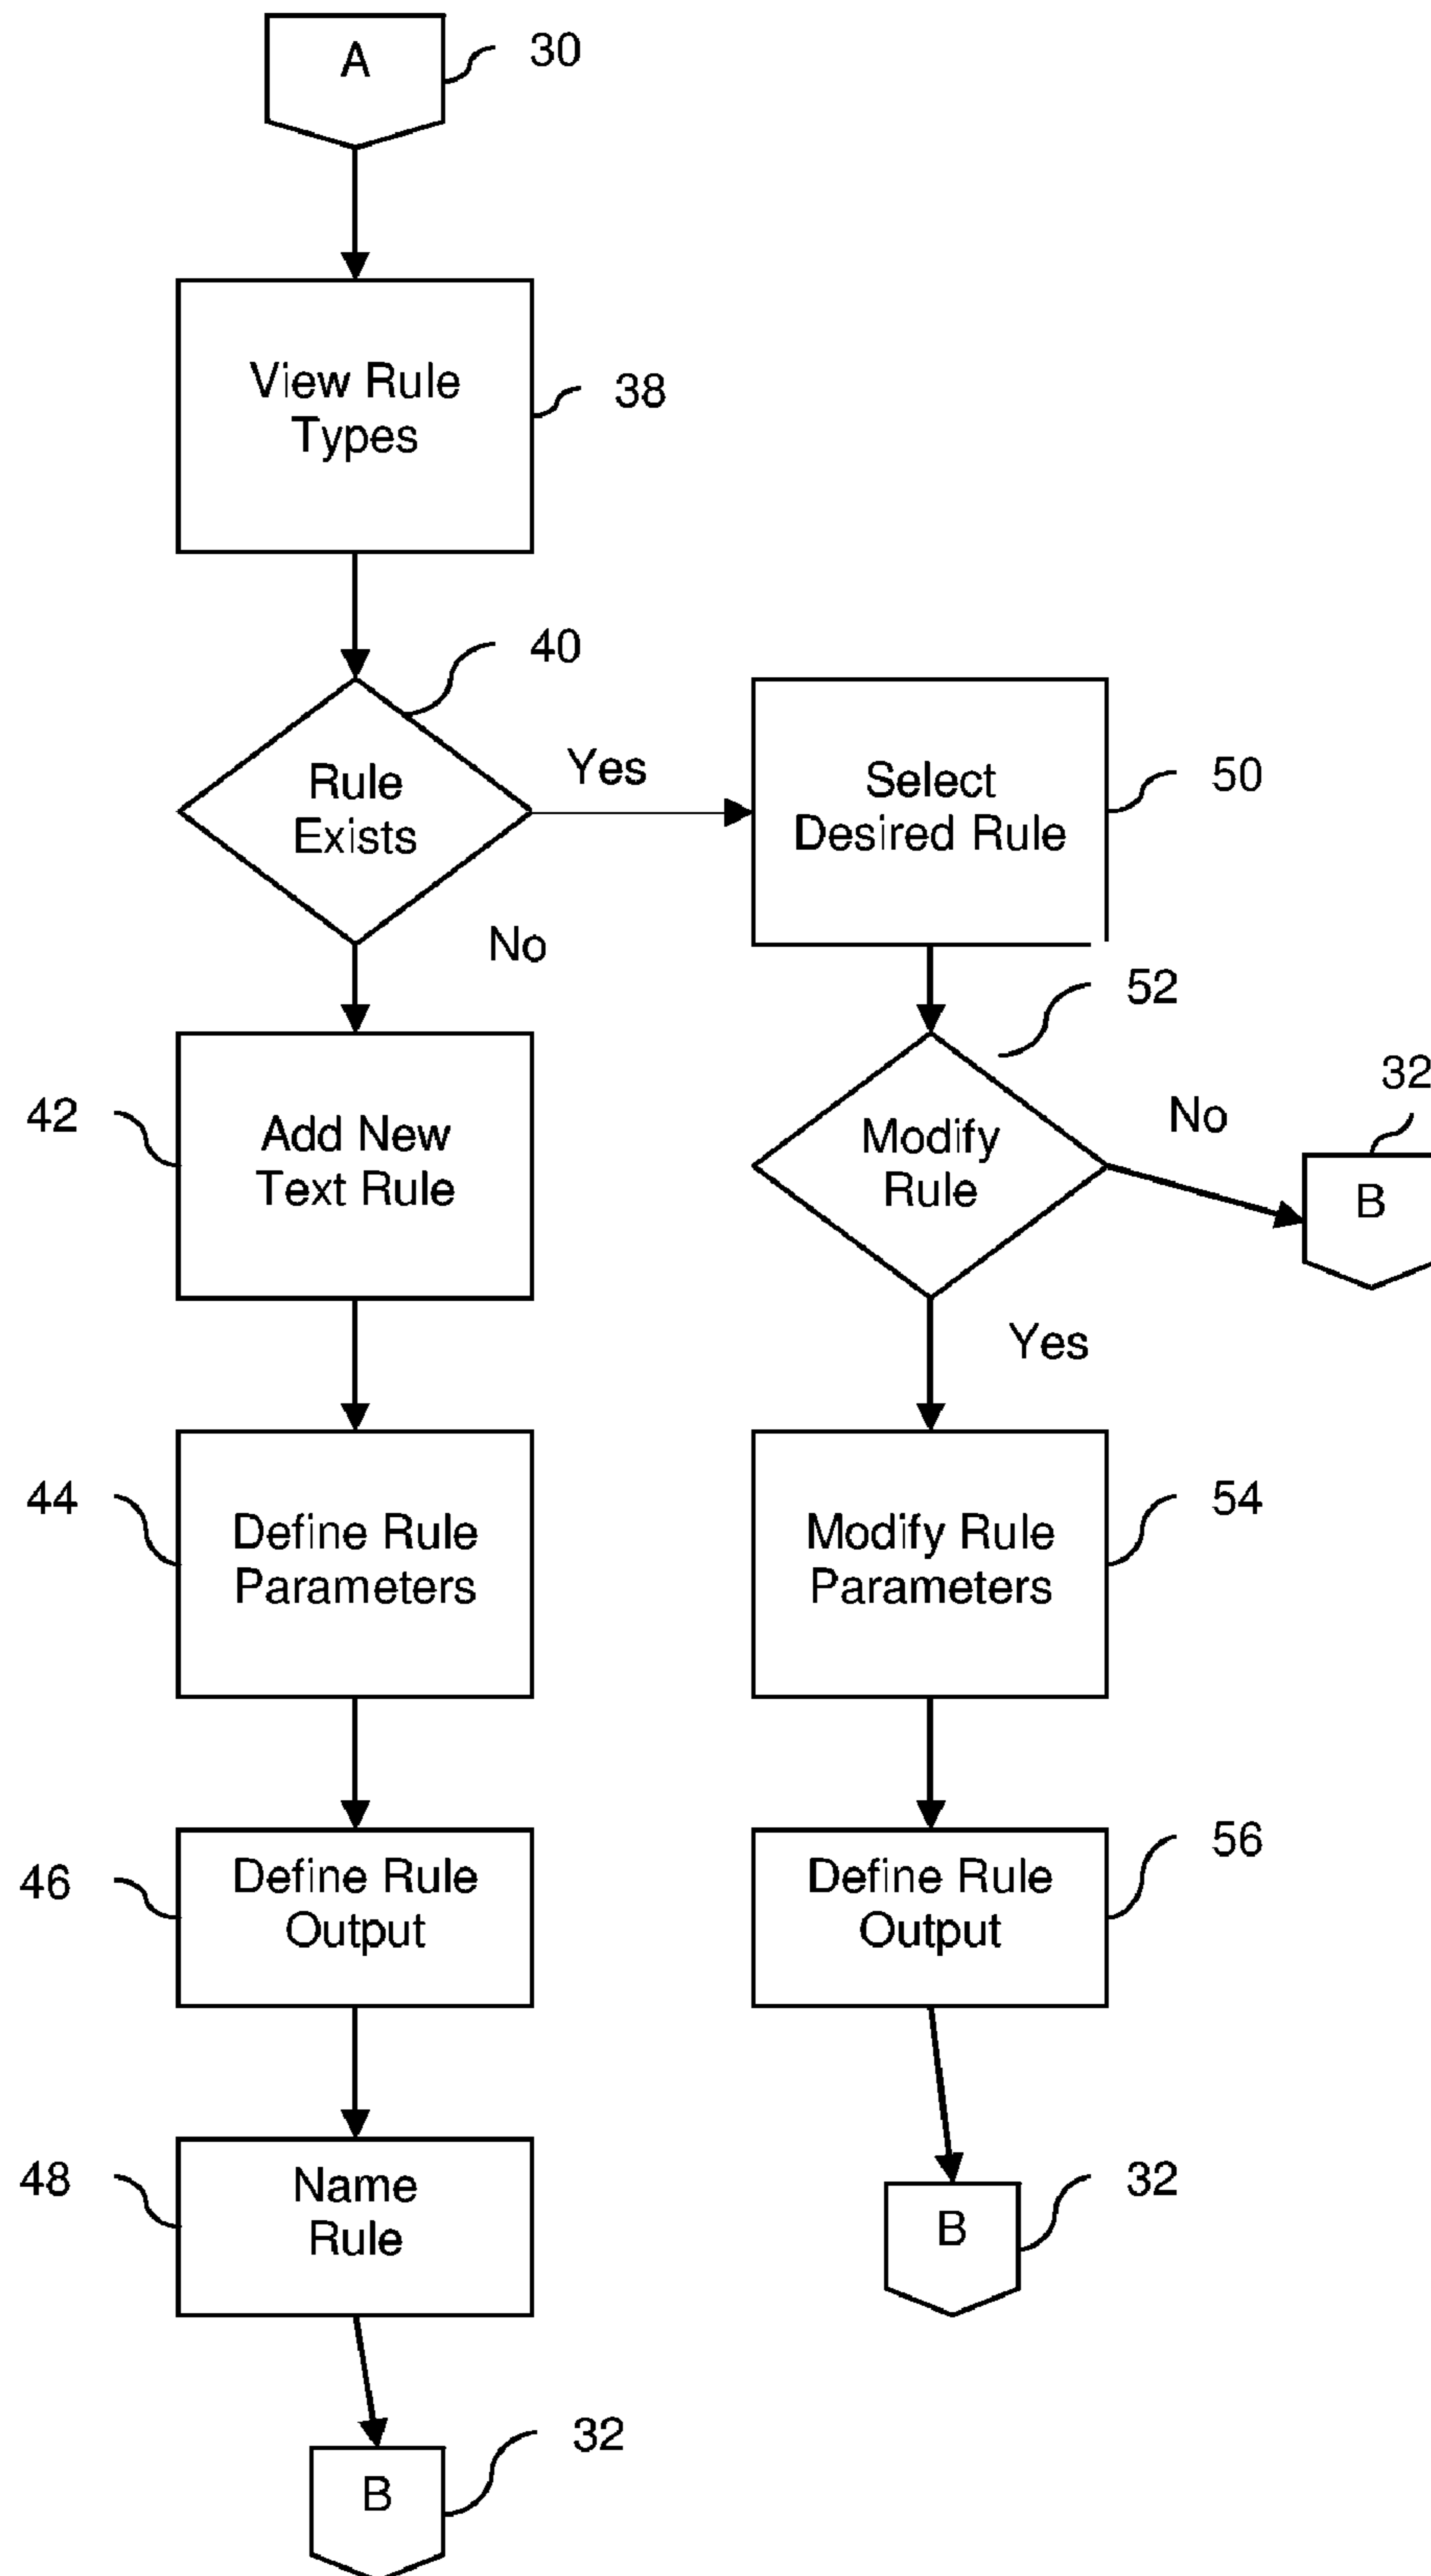 A
30
View Rule
Types
38
40
Rule
Exists
Yes
No
Select
Desired Rule
50
52
42
Add New
Text Rule
Modify
Rule
No
32
B
Yes
44
Define Rule
Parameters
Modify Rule
Parameters
54
46
Define Rule
Output
Define Rule
Output
56
48
Name
Rule
B
32
B
32